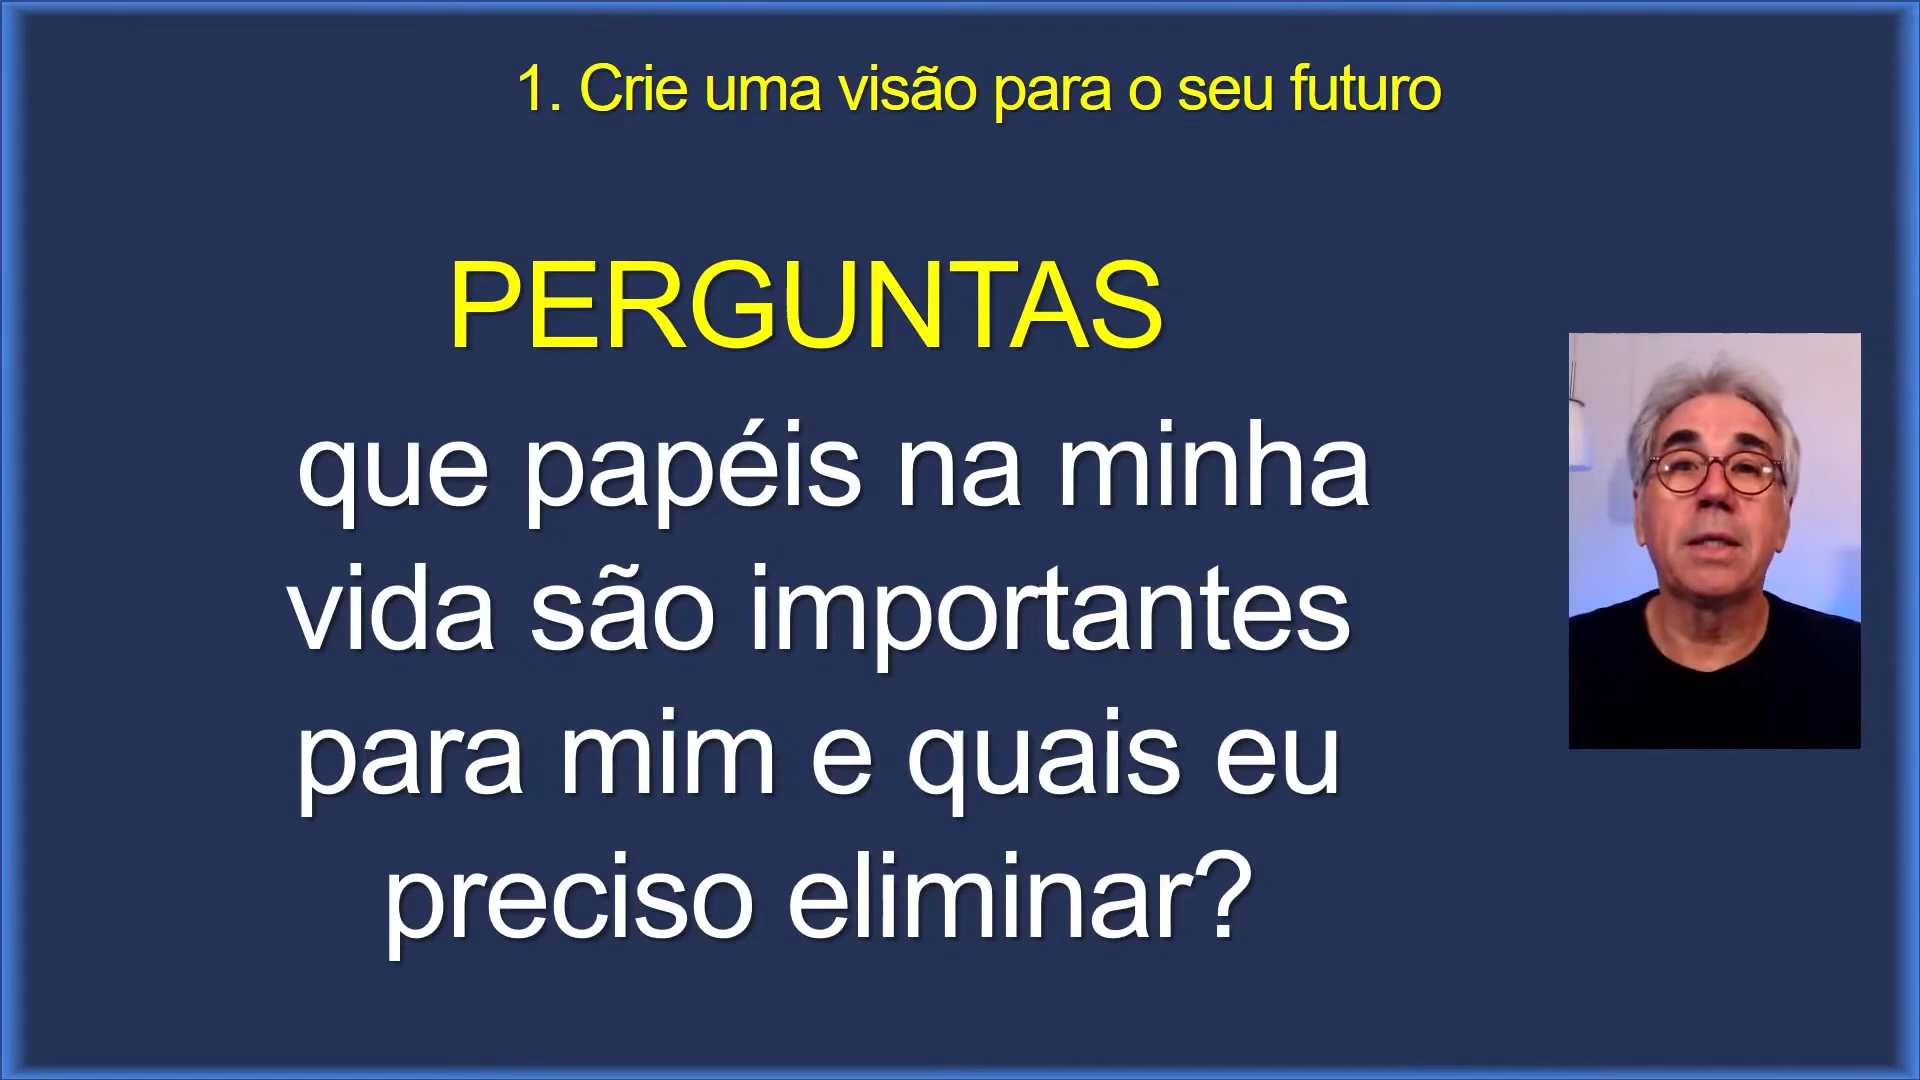 1. Crie uma visão para o seu futuro
PERGUNTAS
que papéis na minha
vida são importantes
para mim e quais eu
preciso eliminar?